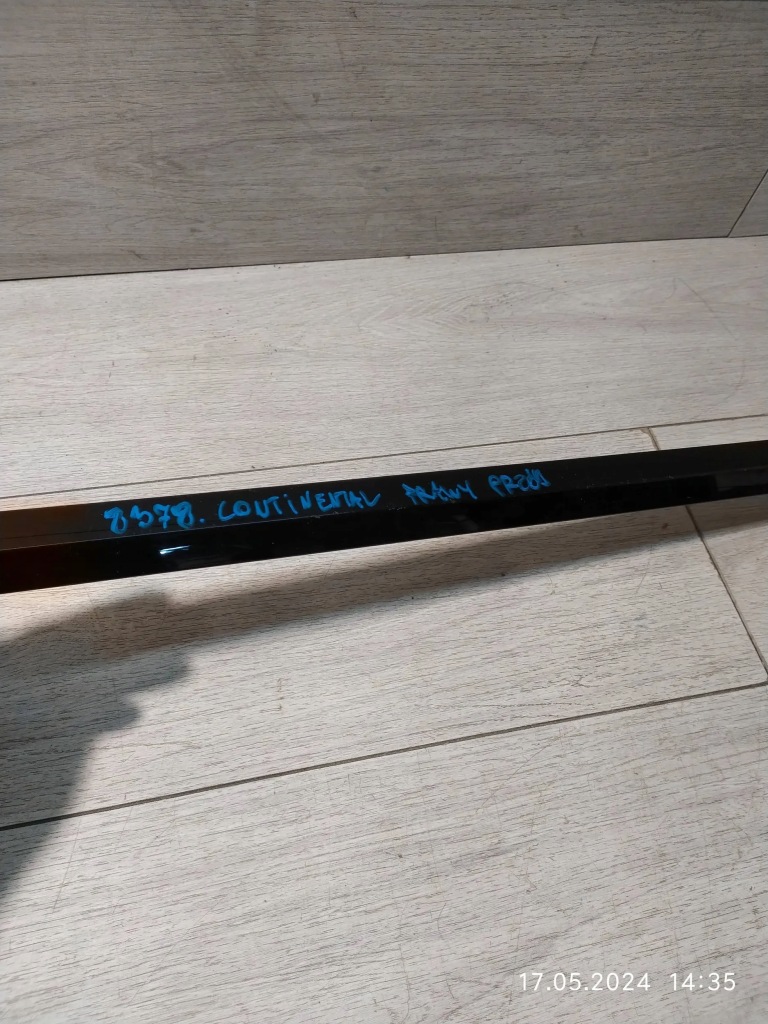 8378. CONTINENTAL PRAWY PRZÓD
17.05.2024 14:35